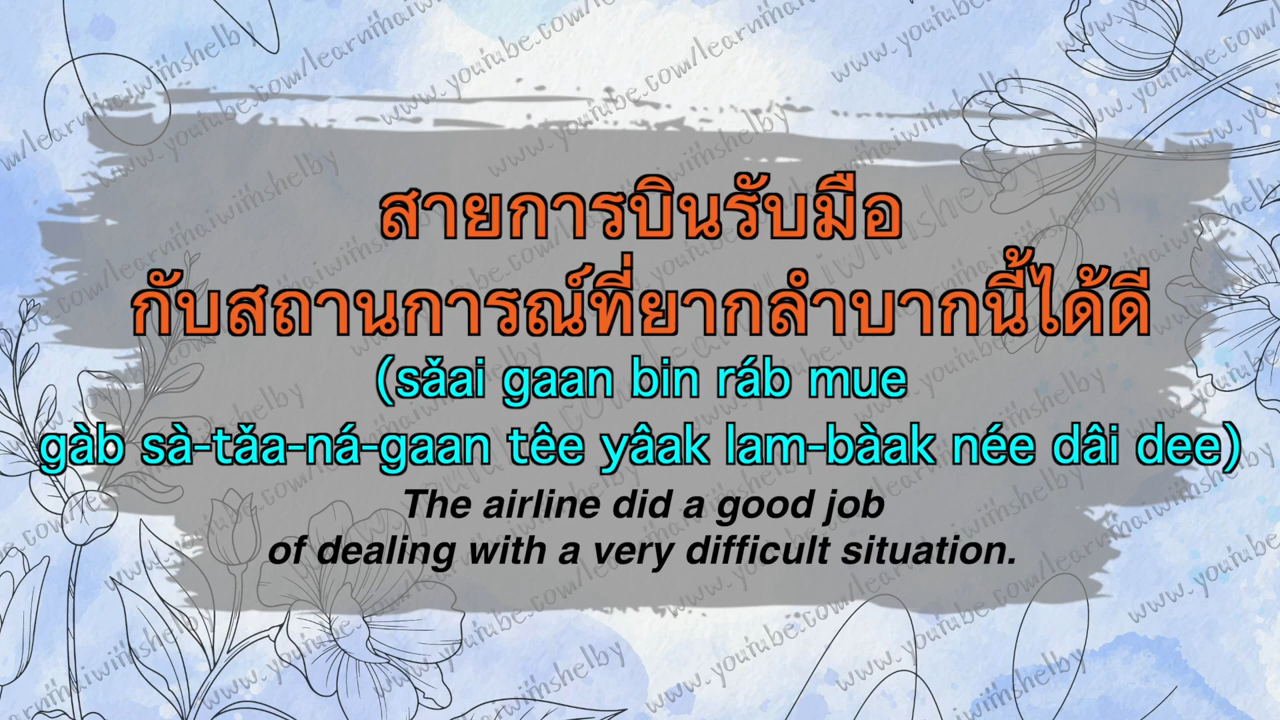 สายการบินรับมือ
กับสถานการณ์ที่ยากลำบากนี้ได้ดี
(sǎai gaan bin ráb mue
gàb sà-tǎa-ná-gaan têe yâak lam-bàak née dâi dee)
The airline did a good job
of dealing with a very difficult situation.
www.youtube.com/learnthaiwithshelby